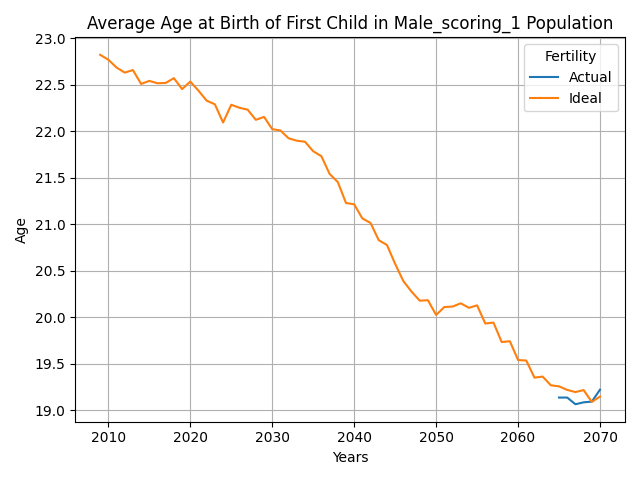 Average Age at Birth of First Child in Male_scoring_1 Population
Fertility
Actual
Ideal
23.0
22.5
22.0
21.5
21.0
20.5
20.0
19.5
19.0
Age
2010
2020
2030
2040
2050
2060
2070
Years